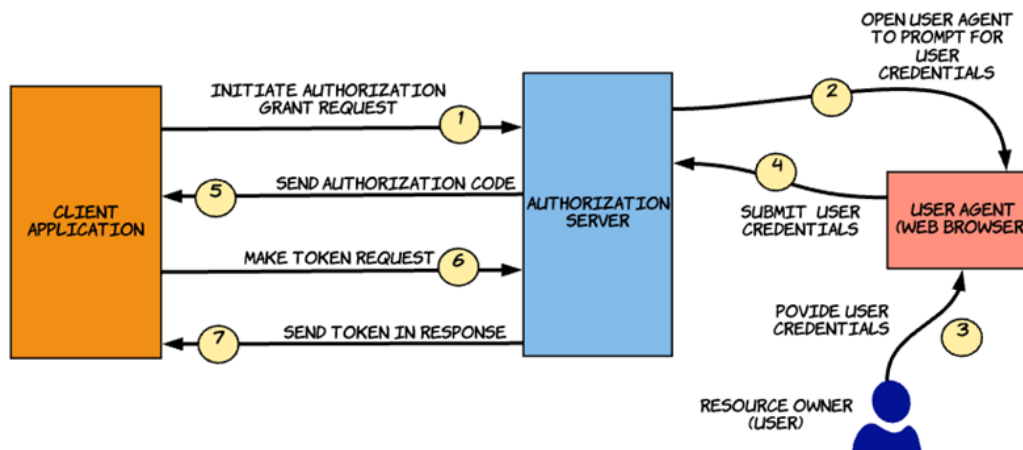 OPEN USER AGENT
TO PROMPT FOR
USER
CREDENTIALS
INITIATE AUTHORIZATION
GRANT REQUEST
1
2
5
SEND AUTHORIZATION CODE
4
CLIENT
APPLICATION
AUTHORIZATION
SERVER
SUBMIT USER
CREDENTIALS
USER AGENT
(WEB BROWSER
MAKE TOKEN REQUEST
6
7
SEND TOKEN IN RESPONSE
POVIDE USER
CREDENTIALS
3
RESOURCE OWNER
(USER)